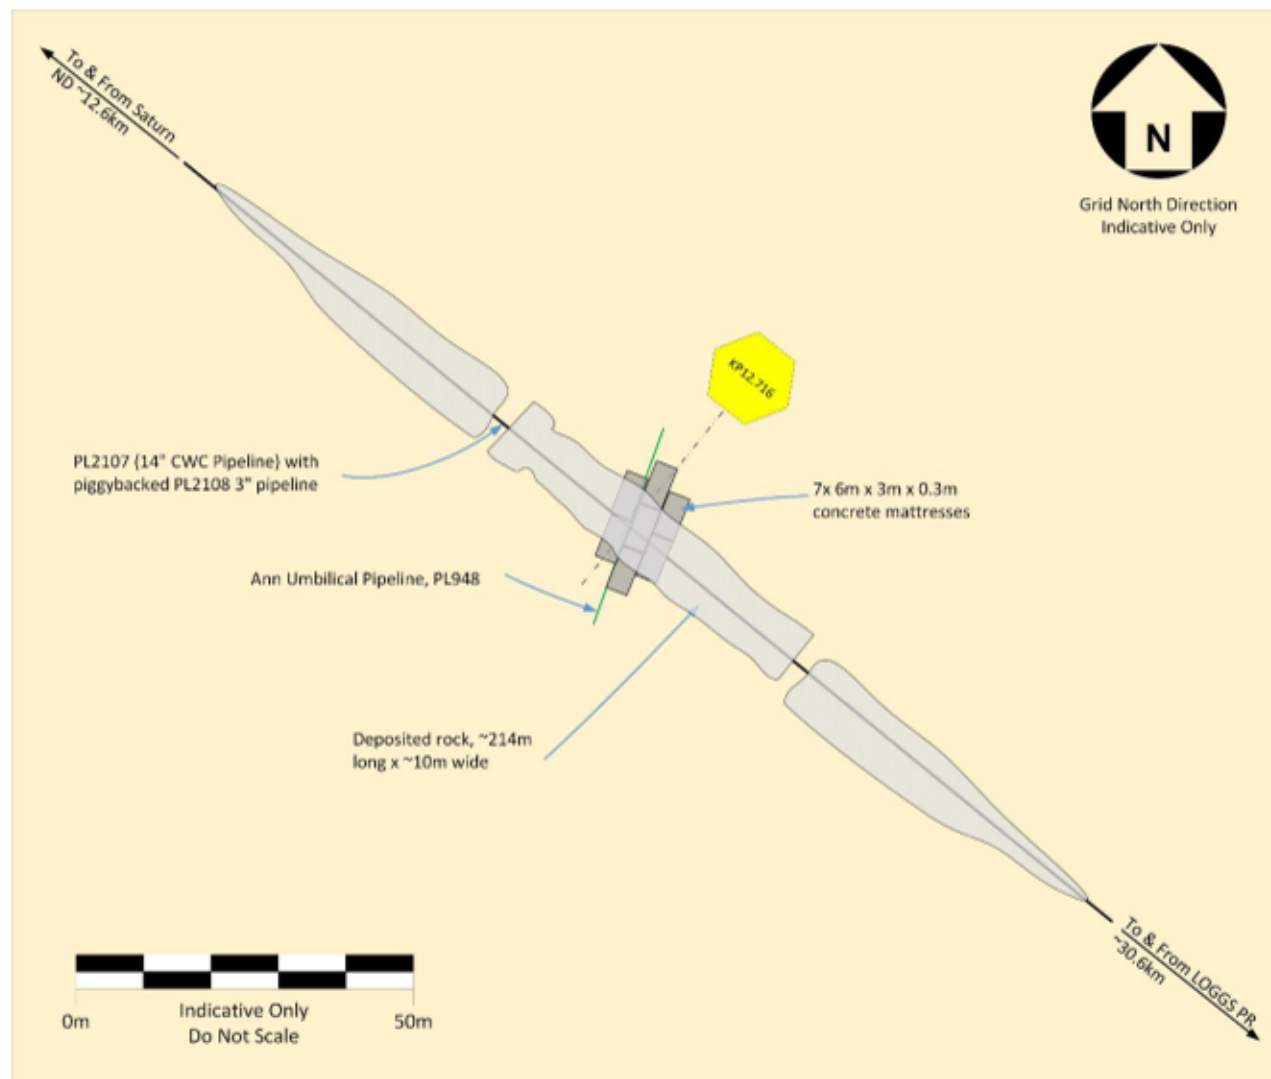 To & From Saturn
ND ~12.6km
N
Grid North Direction
Indicative Only
KP12.716
PL2107 (14" CWC Pipeline) with
piggybacked PL2108 3" pipeline
7x 6m x 3m x 0.3m
concrete mattresses
Ann Umbilical Pipeline, PL948
Deposited rock, ~214m
long x ~10m wide
To & From LOGGS PR
~30.6km
Indicative Only
Do Not Scale
0m
50m